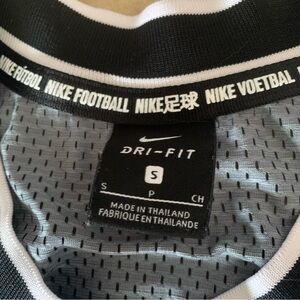 NIKE FÚTBOL NIKE FOOTBALL NIKE足球 NIKE VOETBAL
DRI-FIT
S
S P CH
MADE IN THAILAND
FABRIQUÉ EN THAÏLANDE